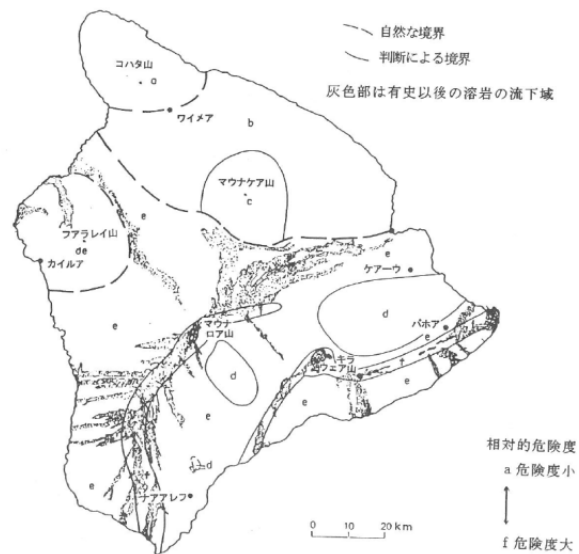 自然な境界
判断による境界
灰色部は有史以後の溶岩の流下域
コハタ山
a
ワイメア
b
マウナケア山
c
e
フアラレイ山
de
カイルア
e
ケアーウ
d
パホア
e
マウナ
ロア山
キラ
ウェア山
f
e
d
e
e
e
d
e
f
ナアアレフ
相対的危険度
a 危険度小
f 危険度大
0 10 20 km